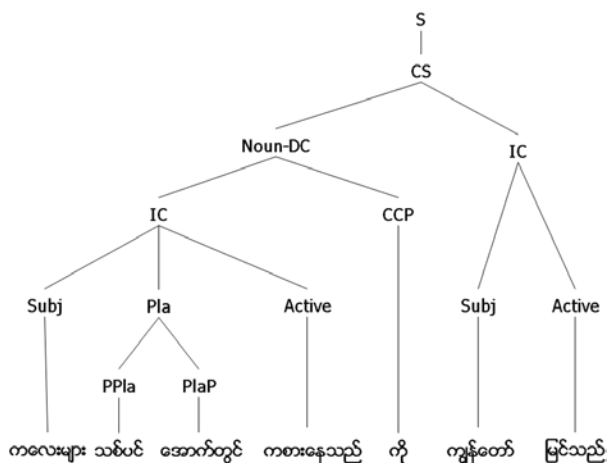 S
CS
Noun-DC IC
IC CCP
Subj Pla Active Subj Active
PPla PlaP
ကလေးများ သစ်ပင် အောက်တွင် ကစားနေသည် ကို ကျွန်တော် မြင်သည်